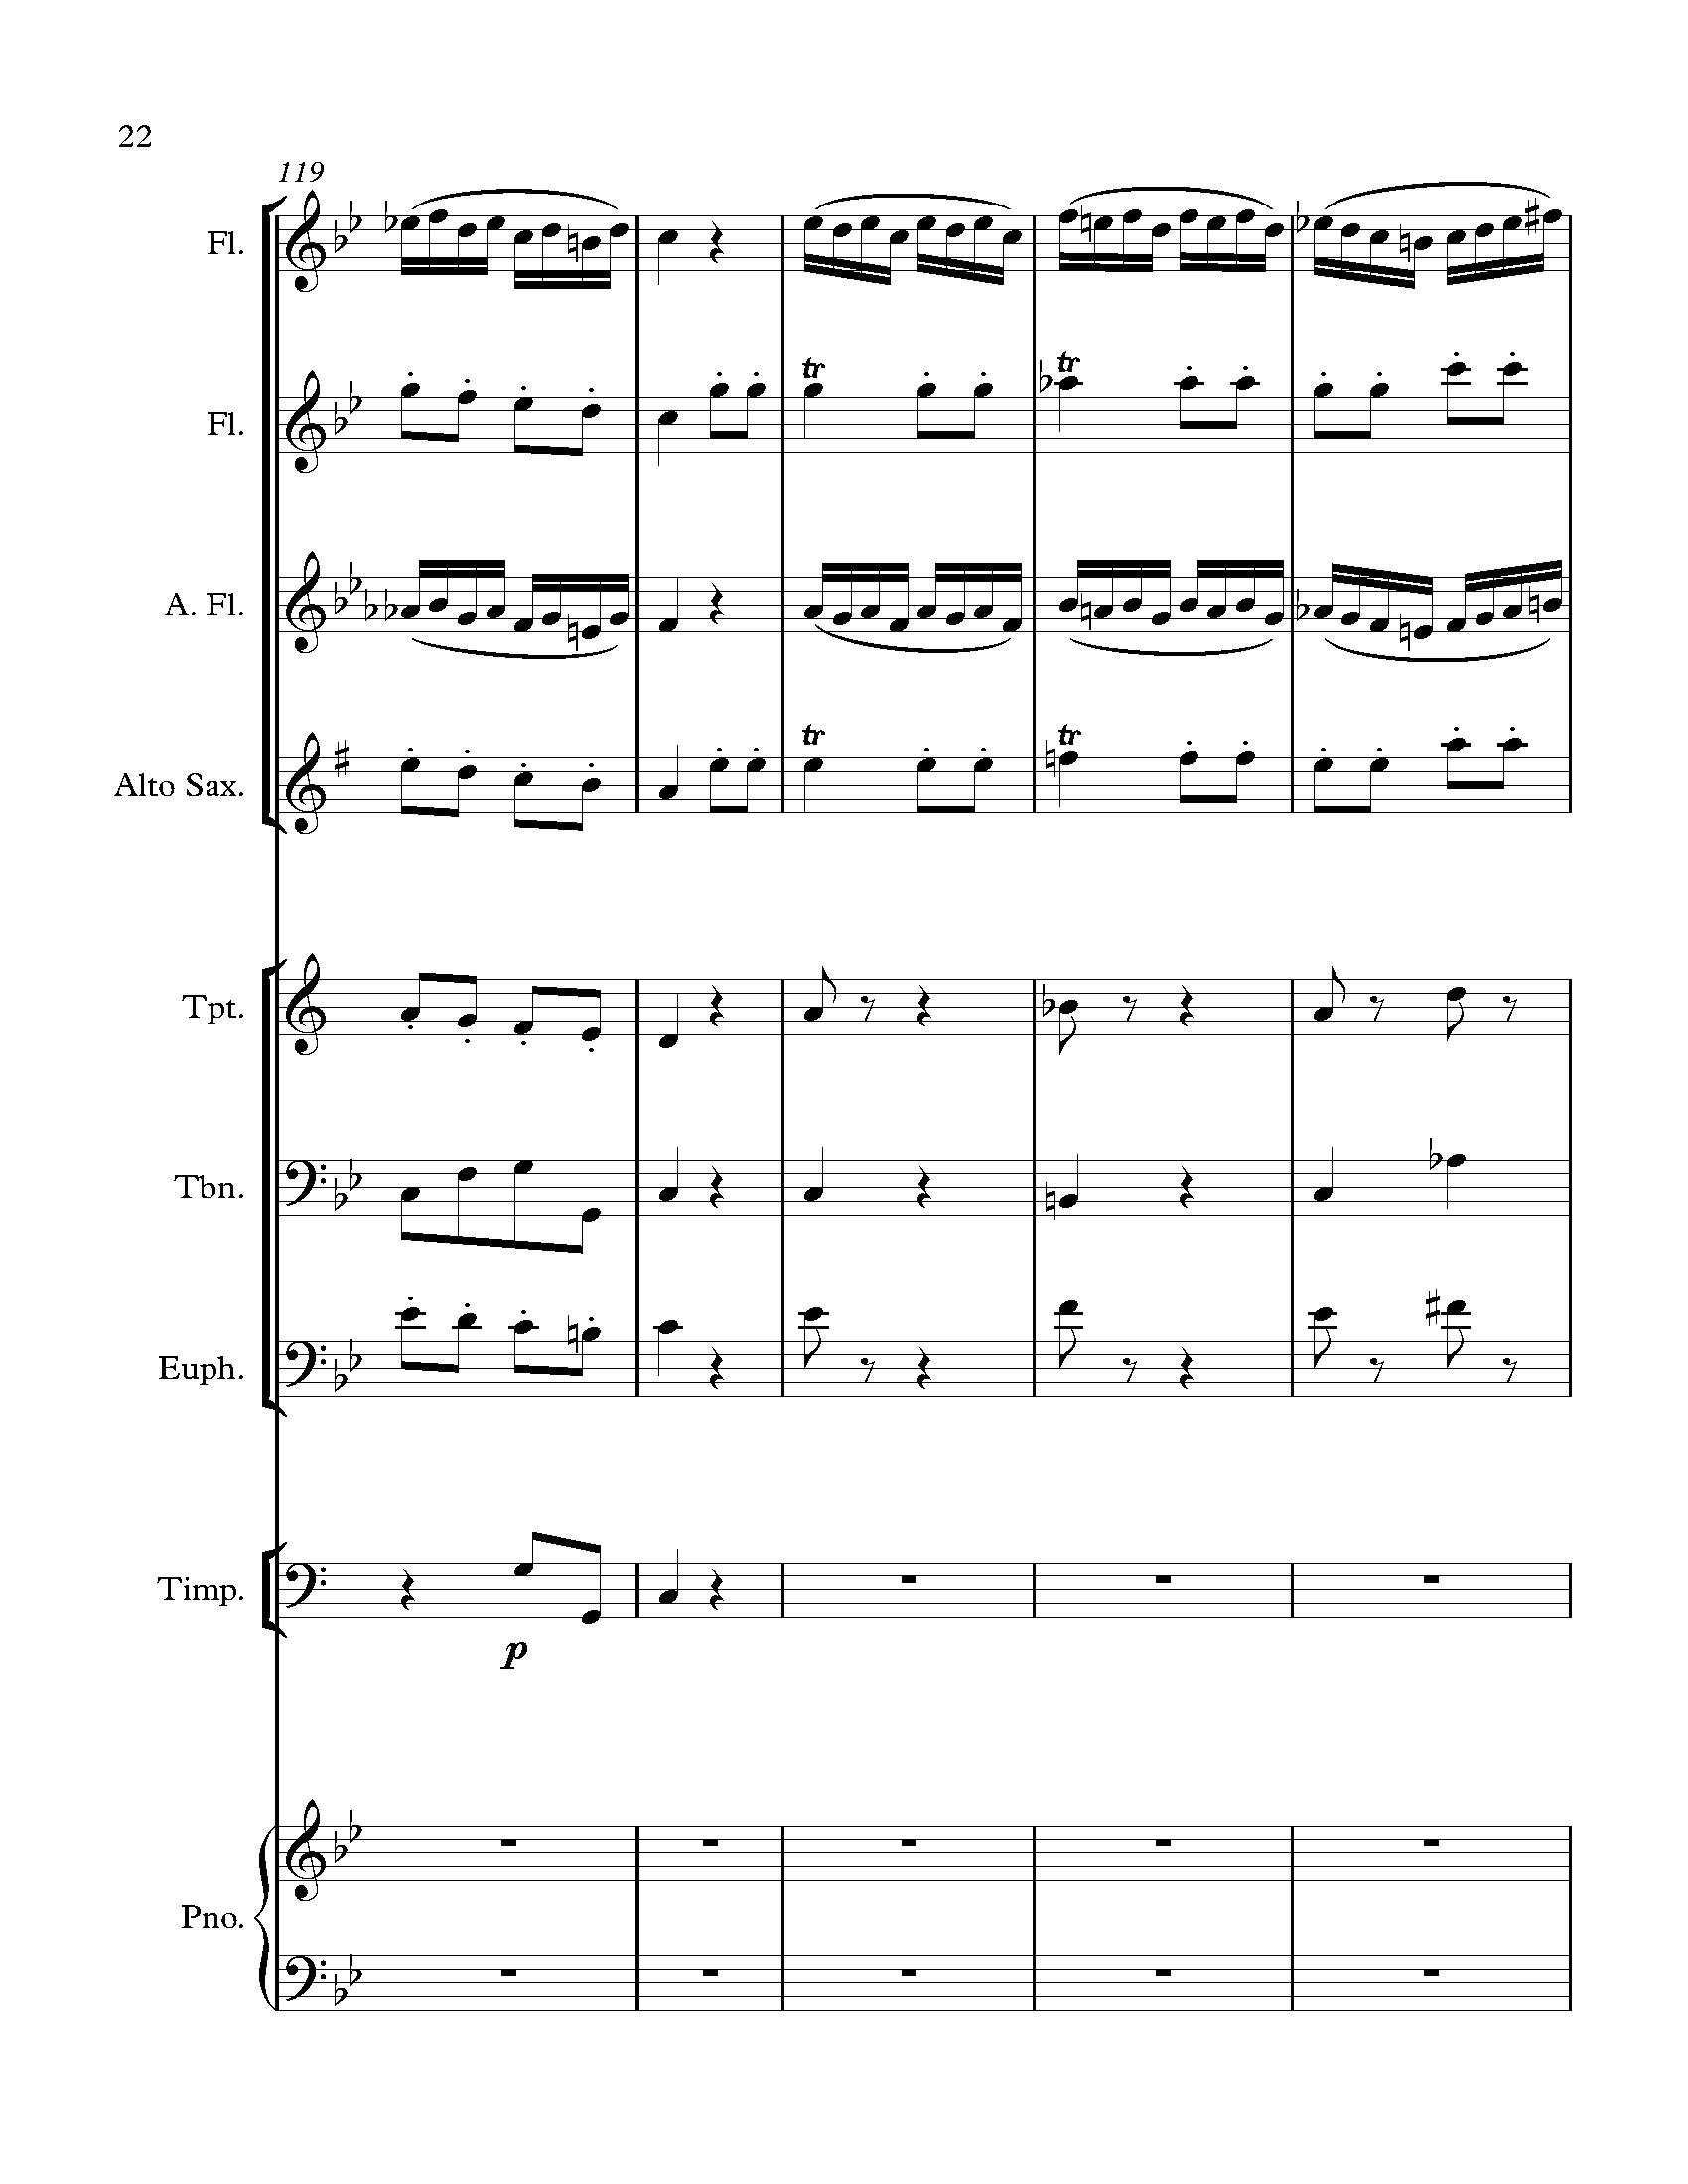 22
119
Fl.
Fl.
tr tr
A. Fl.
Alto Sax.
tr tr
Tpt.
Tbn.
Euph.
Timp.
p
Pno.